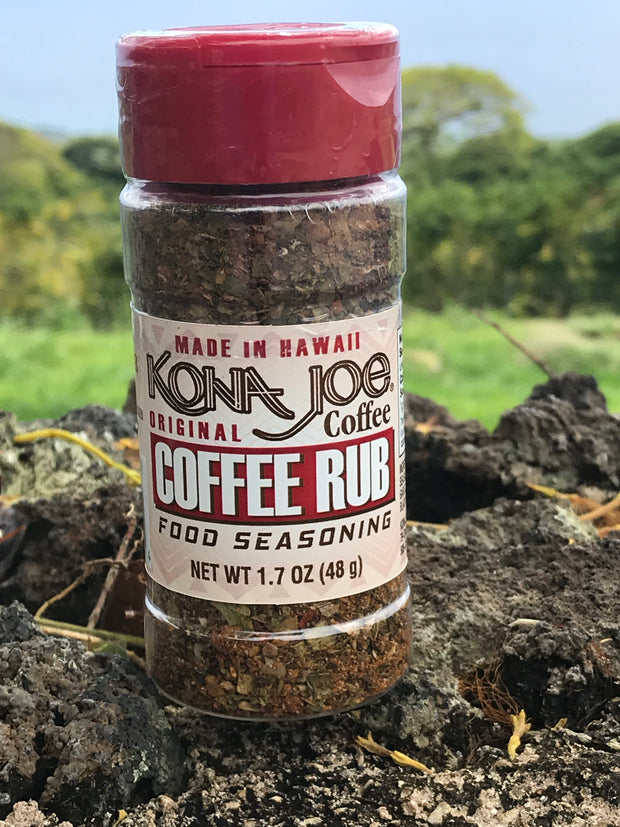 MADE IN HAWAII
KONA JOE®
ORIGINAL Coffee
COFFEE RUB
FOOD SEASONING
NET WT 1.7 OZ (48 g)